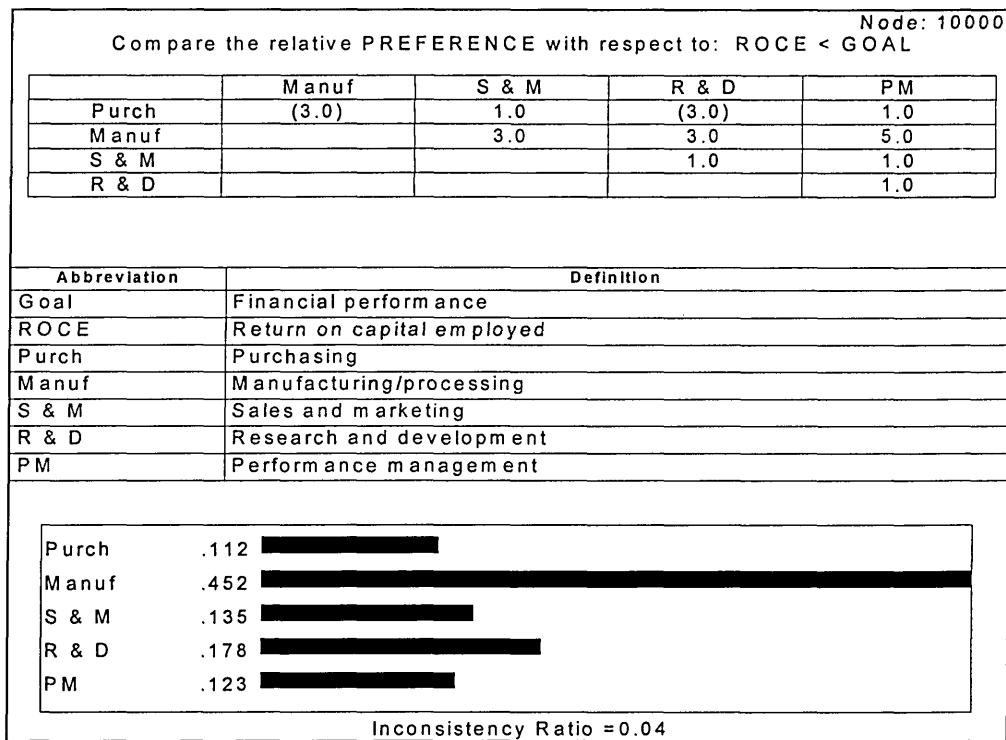 Node: 10000
Compare the relative PREFERENCE with respect to: ROCE < GOAL
Manuf S & M R & D PM
Purch (3.0) 1.0 (3.0) 1.0
Manuf 3.0 3.0 5.0
S & M 1.0 1.0
R & D 1.0
Abbreviation Definition
Goal Financial performance
ROCE Return on capital employed
Purch Purchasing
Manuf Manufacturing/processing
S & M Sales and marketing
R & D Research and development
PM Performance management
Purch .112
Manuf .452
S & M .135
R & D .178
PM .123
Inconsistency Ratio =0.04